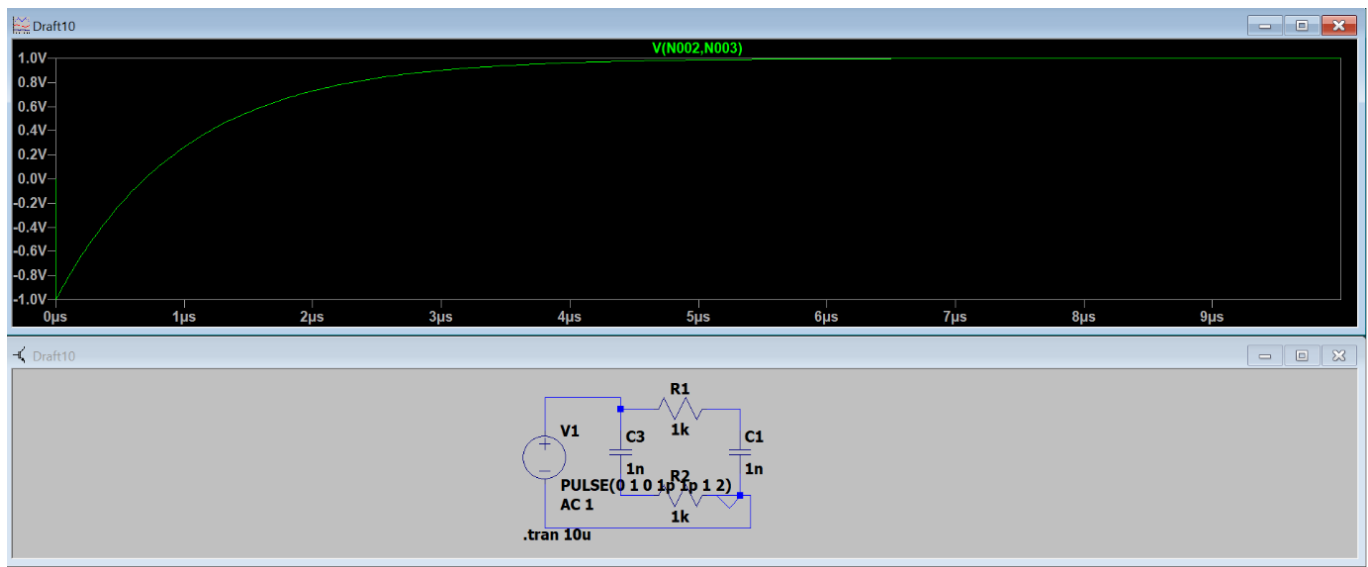 Draft10
V(N002,N003)
1.0V
0.8V
0.6V
0.4V
0.2V
0.0V
-0.2V
-0.4V
-0.6V
-0.8V
-1.0V
0µs 1µs 2µs 3µs 4µs 5µs 6µs 7µs 8µs 9µs
Draft10
R1
1k
V1
C3
1n
C1
1n
R2
1k
PULSE(0 1 0 1p 1p 1 2)
AC 1
.tran 10u